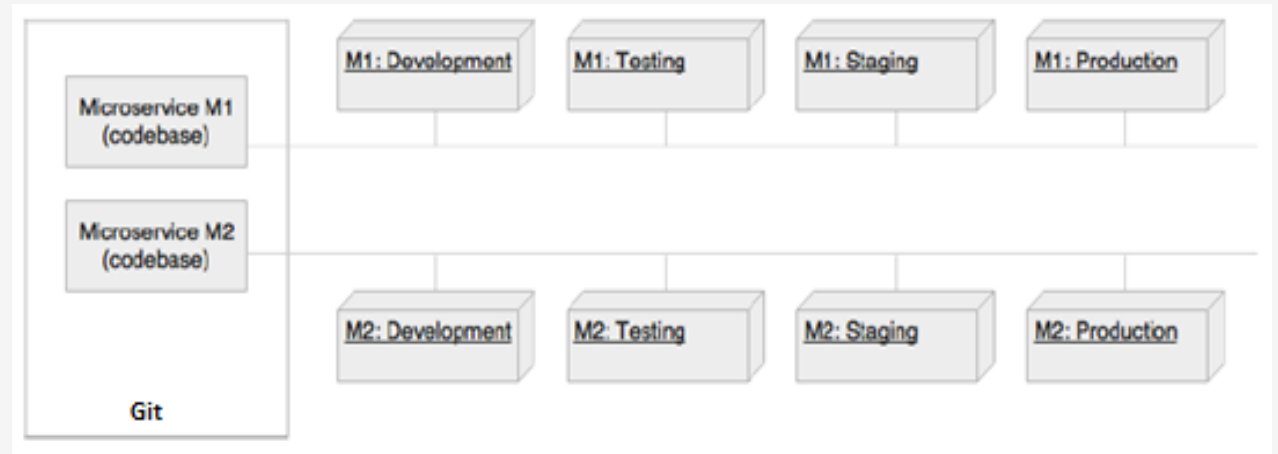 M1: Development
M1: Testing
M1: Staging
M1: Production
Microservice M1
(codebase)
Microservice M2
(codebase)
M2: Development
M2: Testing
M2: Staging
M2: Production
Git